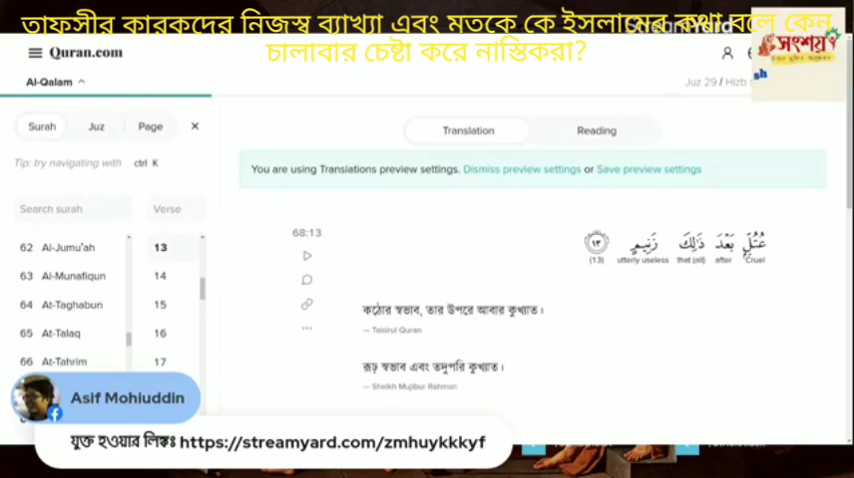 তাফসীর কারকদের নিজস্ব ব্যাখ্যা এবং মতকে কে ইসলামের কথা বলে কেন
চালাবার চেষ্টা করে নাস্তিকরা?
StreamYard
সংশয়
Quran.com
Al-Qalam
Juz 29 / Hizb
Surah Juz Page ×
Translation Reading
Tip: try navigating with ctrl K
You are using Translations preview settings. Dismiss preview settings or Save preview settings
Search surah Verse
68:13
عُتُلٍّۭ بَعْدَ ذَٰلِكَ زَنِيمٍ ١٣
Cruel after that (all) utterly useless (13)
62 Al-Jumu'ah 13
63 Al-Munafiqun 14
64 At-Taghabun 15
65 At-Talaq 16
66 At-Tahrim 17
কঠোর স্বভাব, তার উপরে আবার কুখ্যাত।
— Taisirul Quran
রূঢ় স্বভাব এবং তদুপরি কুখ্যাত।
— Sheikh Mujibur Rahman
Asif Mohiuddin
যুক্ত হওয়ার লিঙ্কঃ https://streamyard.com/zmhuykkkyf